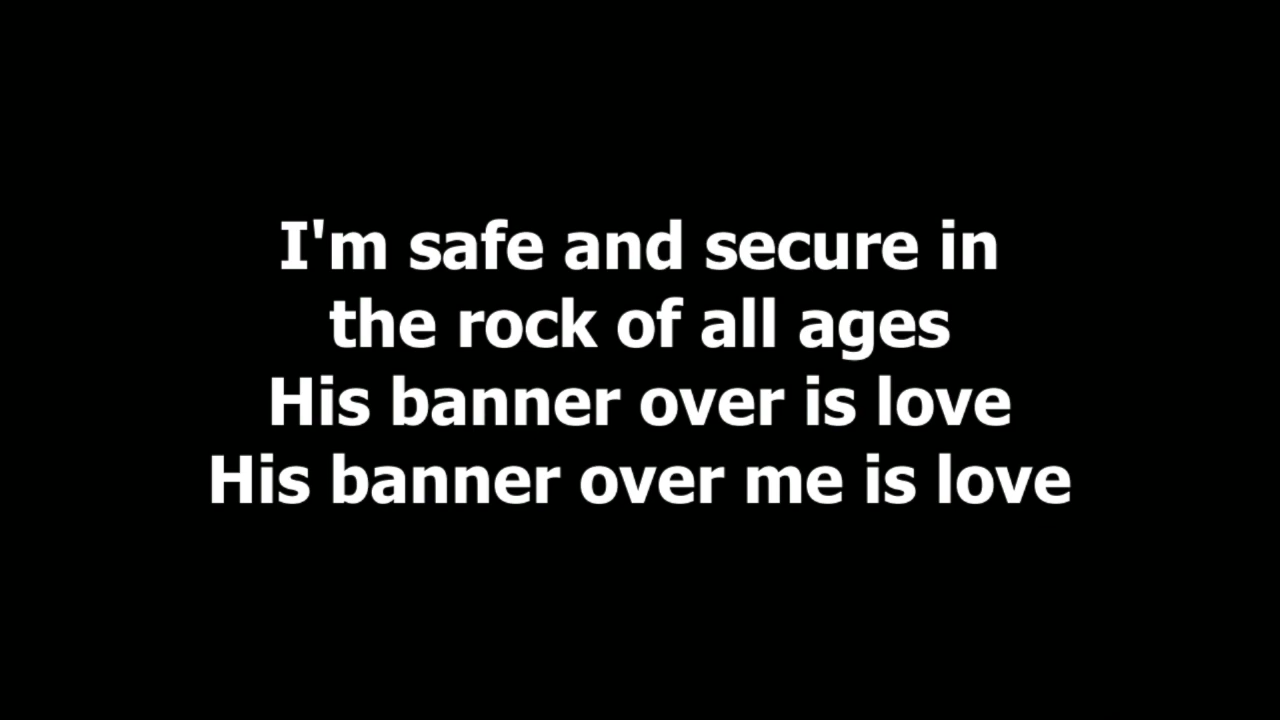 I'm safe and secure in
the rock of all ages
His banner over is love
His banner over me is love